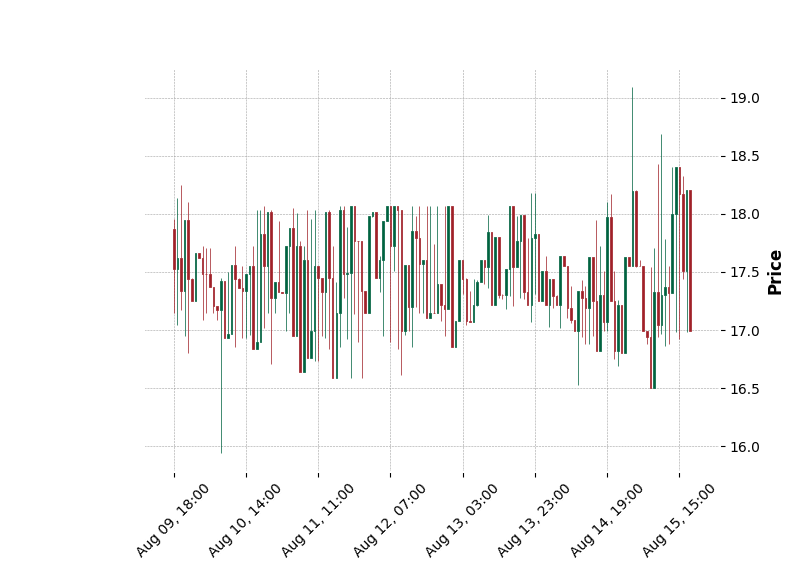 19.0
18.5
18.0
17.5
17.0
16.5
16.0
Price
Aug 09, 18:00
Aug 10, 14:00
Aug 11, 11:00
Aug 12, 07:00
Aug 13, 03:00
Aug 13, 23:00
Aug 14, 19:00
Aug 15, 15:00